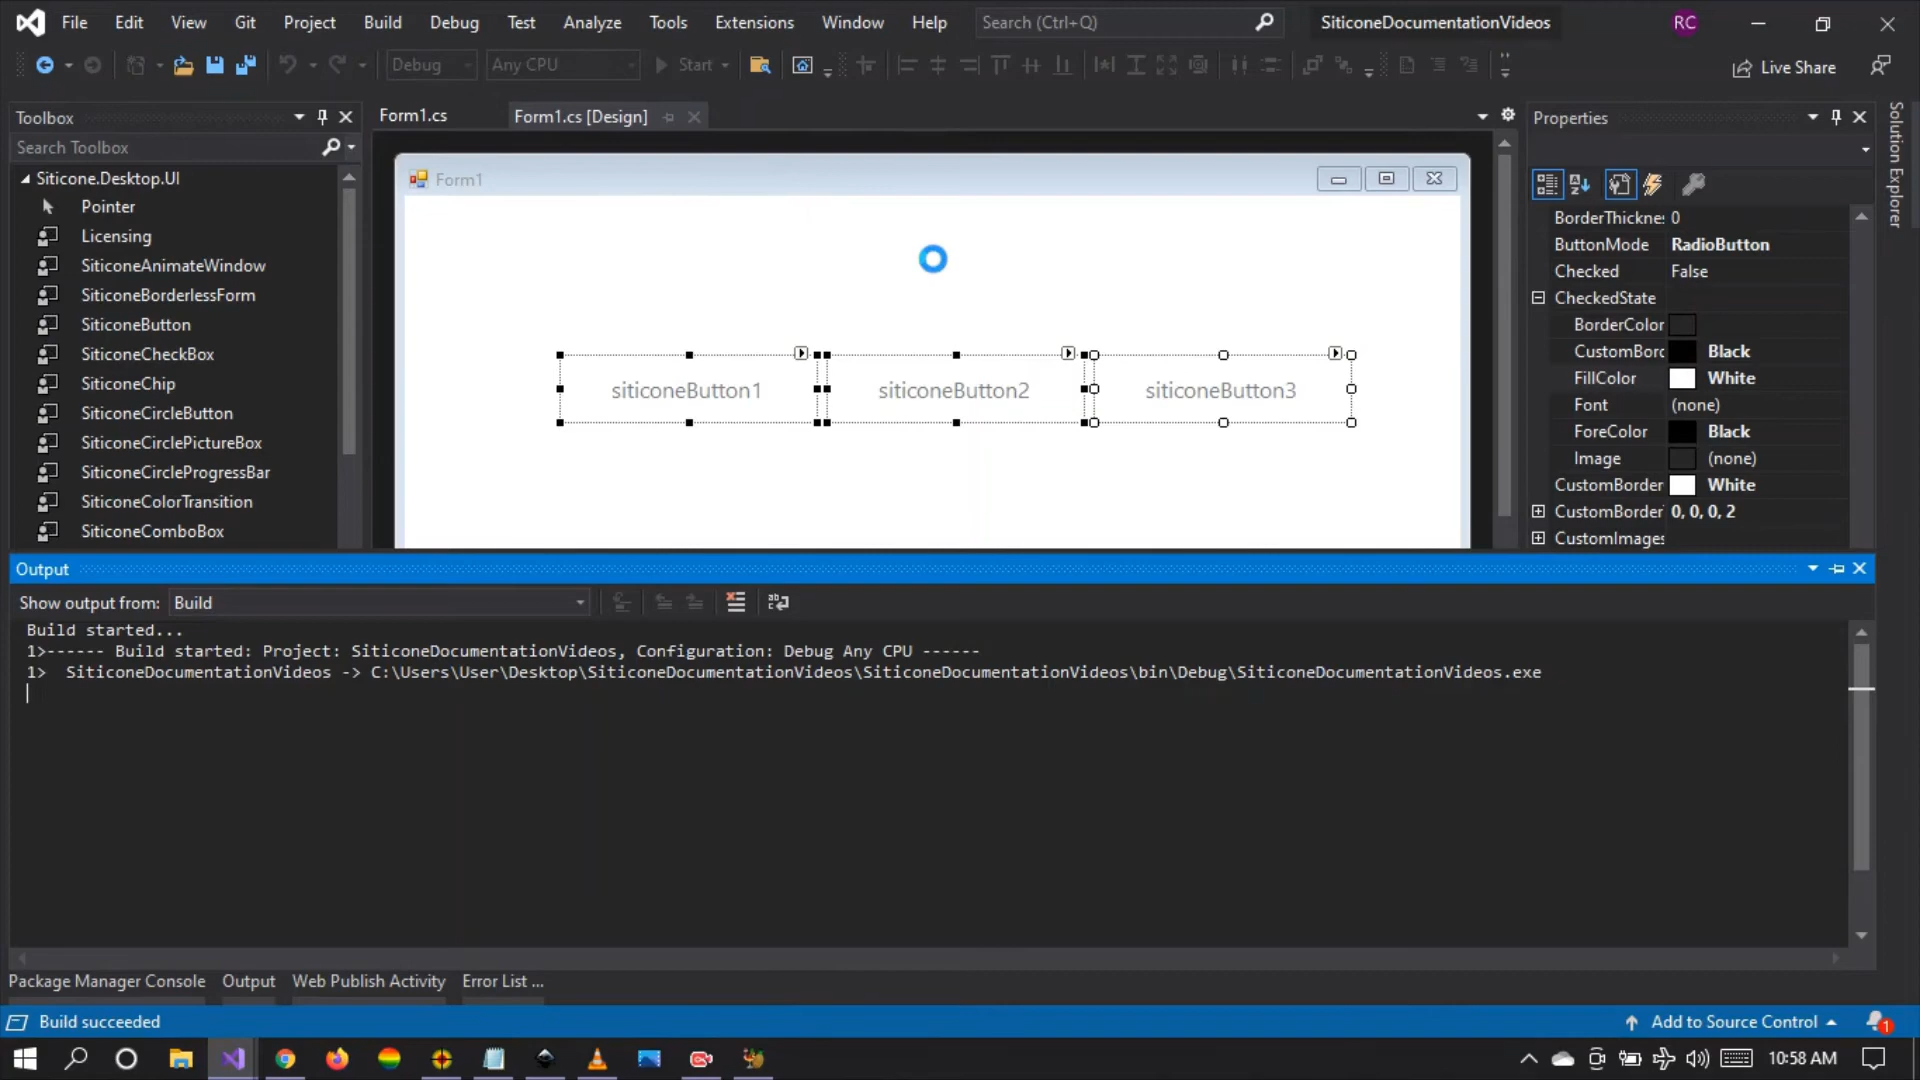 File Edit View Git Project Build Debug Test Analyze Tools Extensions Window Help Search (Ctrl+Q) SiticoneDocumentationVideos RC
Debug Any CPU Start Live Share
Toolbox
Search Toolbox
Siticone.Desktop.UI
Pointer
Licensing
SiticoneAnimateWindow
SiticoneBorderlessForm
SiticoneButton
SiticoneCheckBox
SiticoneChip
SiticoneCircleButton
SiticoneCirclePictureBox
SiticoneCircleProgressBar
SiticoneColorTransition
SiticoneComboBox
Form1.cs Form1.cs [Design]
Form1
siticoneButton1 siticoneButton2 siticoneButton3
Properties
BorderThickne: 0
ButtonMode RadioButton
Checked False
CheckedState
BorderColor
CustomBorc Black
FillColor White
Font (none)
ForeColor Black
Image (none)
CustomBorder White
CustomBorder 0, 0, 0, 2
CustomImages
Solution Explorer
Output
Show output from: Build
Build started...
1>------ Build started: Project: SiticoneDocumentationVideos, Configuration: Debug Any CPU ------
1> SiticoneDocumentationVideos -> C:\Users\User\Desktop\SiticoneDocumentationVideos\SiticoneDocumentationVideos\bin\Debug\SiticoneDocumentationVideos.exe
Package Manager Console Output Web Publish Activity Error List ...
Build succeeded Add to Source Control 1
10:58 AM